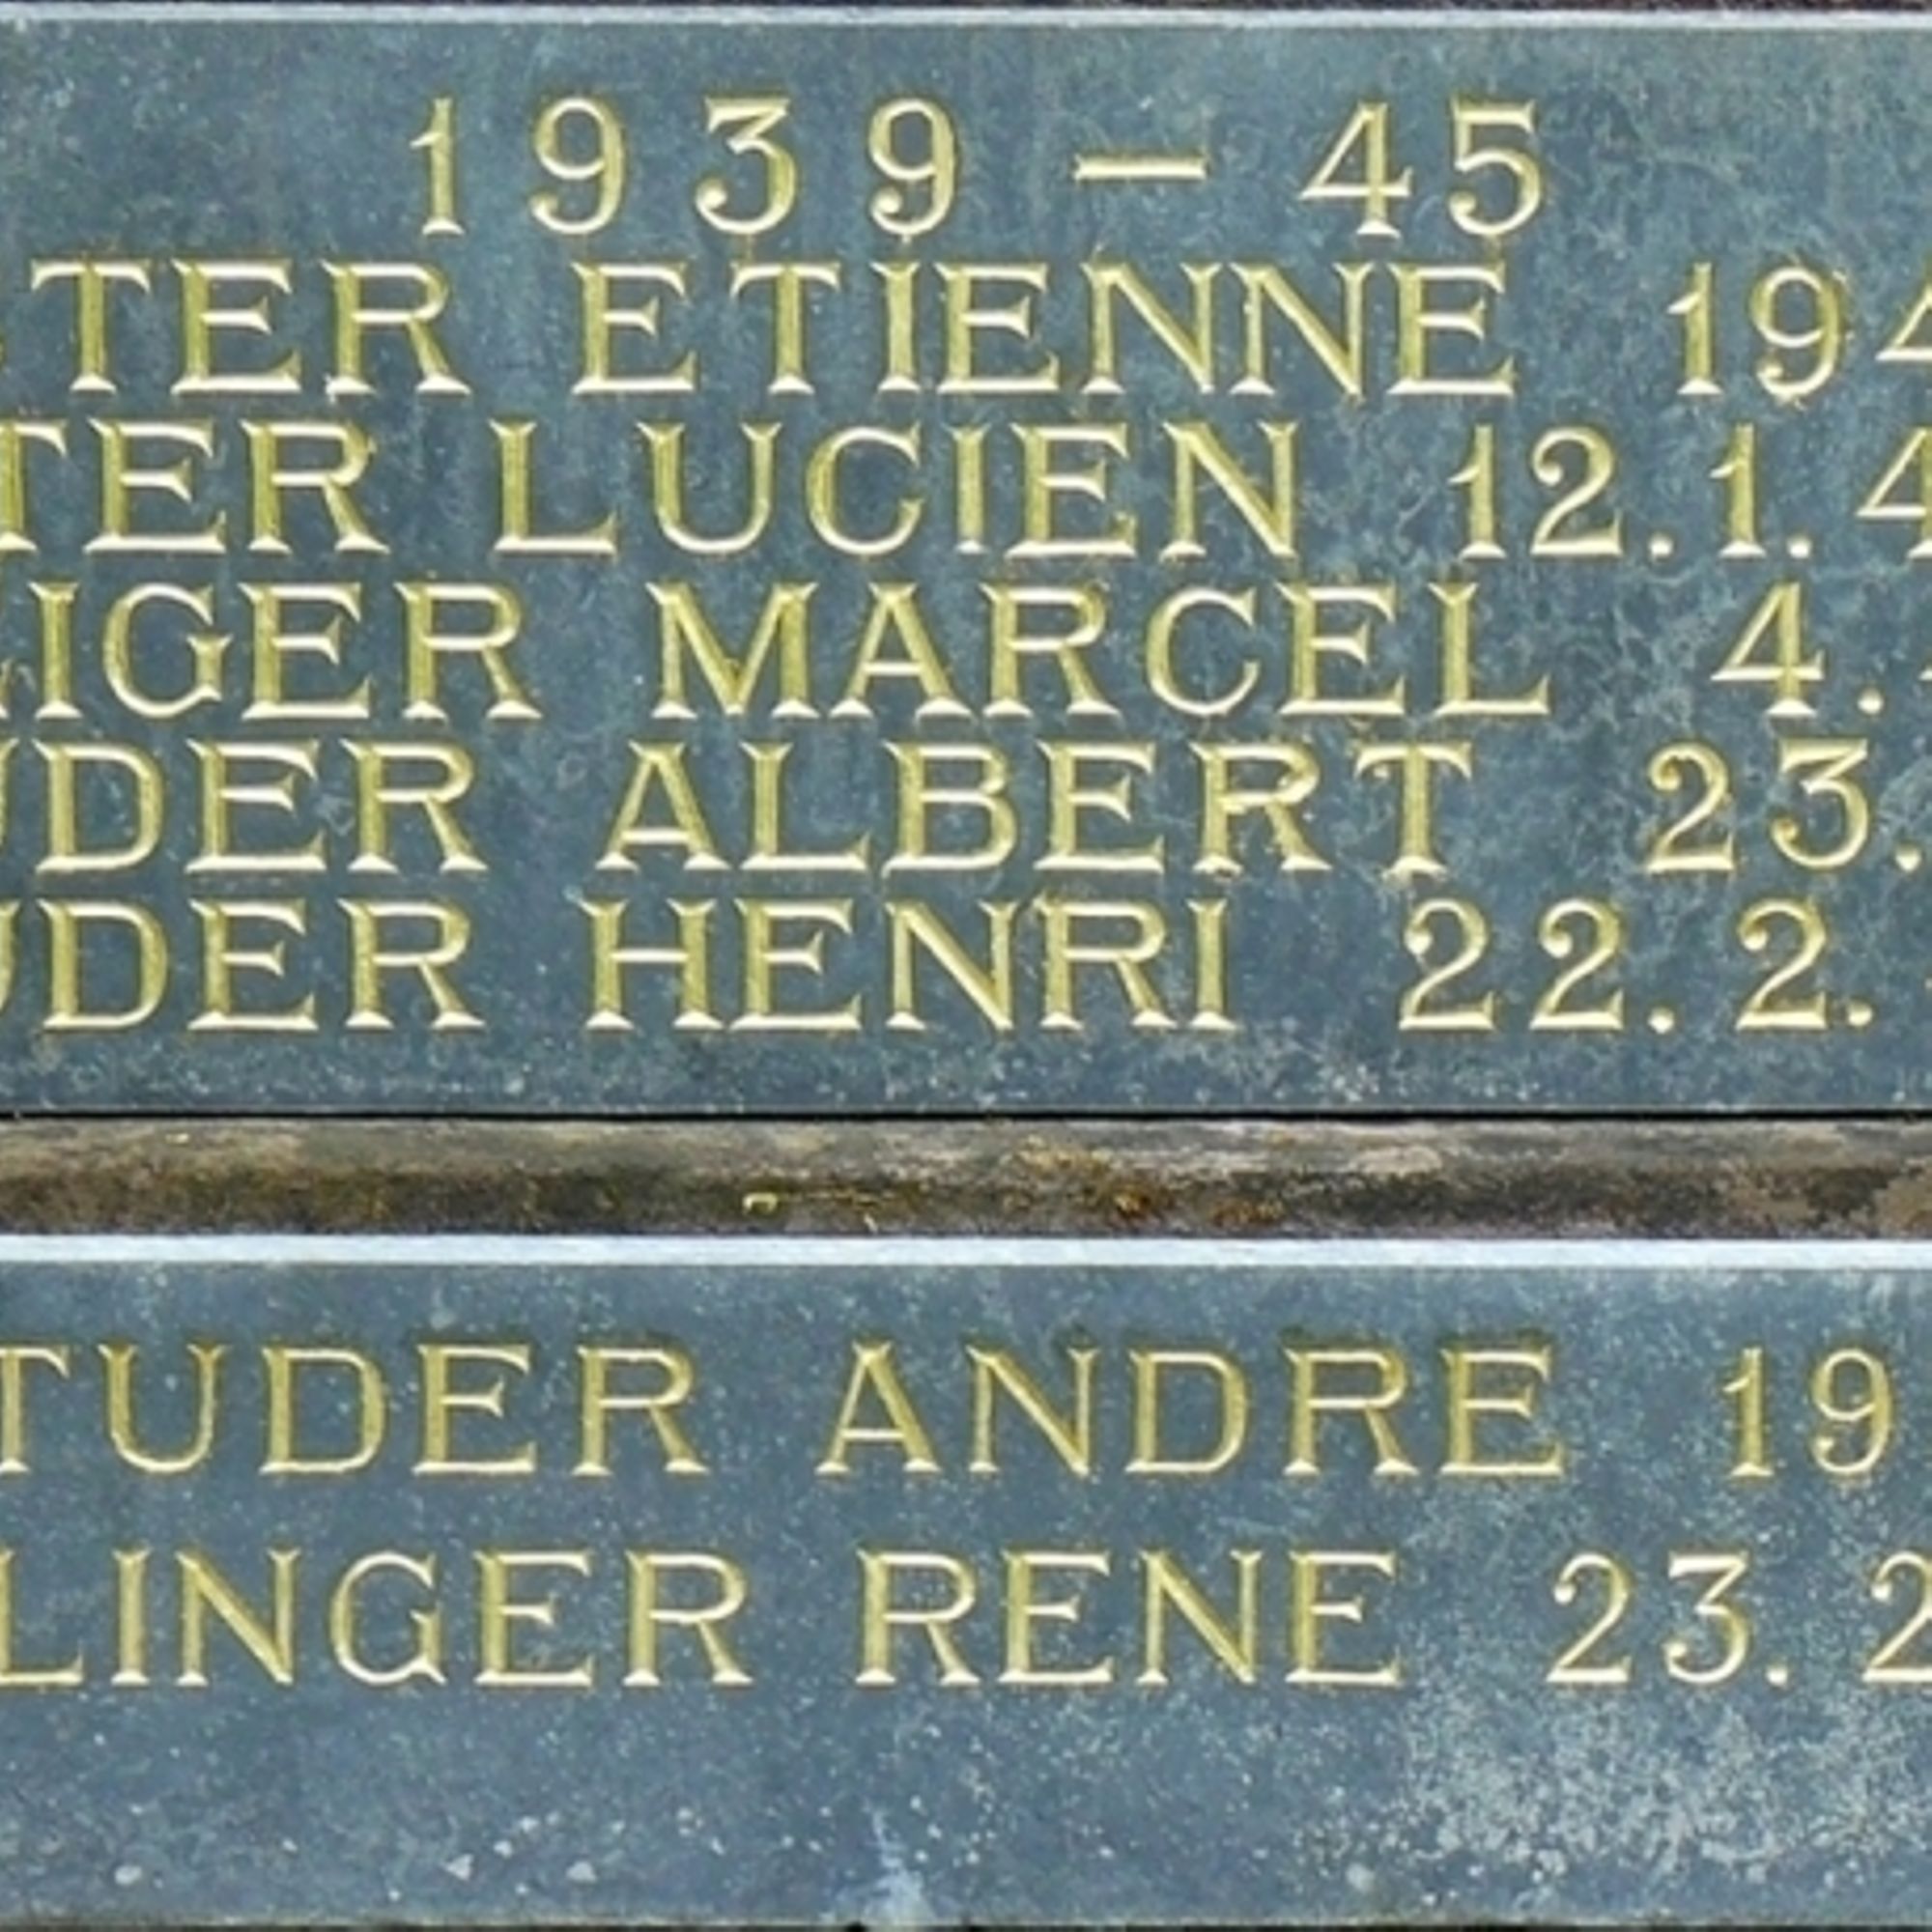 1939 – 45
TER ETIENNE 194
TER LUCIEN 12.1.4
IGER MARCEL 4.
UDER ALBERT 23.
UDER HENRI 22.2.
TUDER ANDRE 19
LINGER RENE 23.2